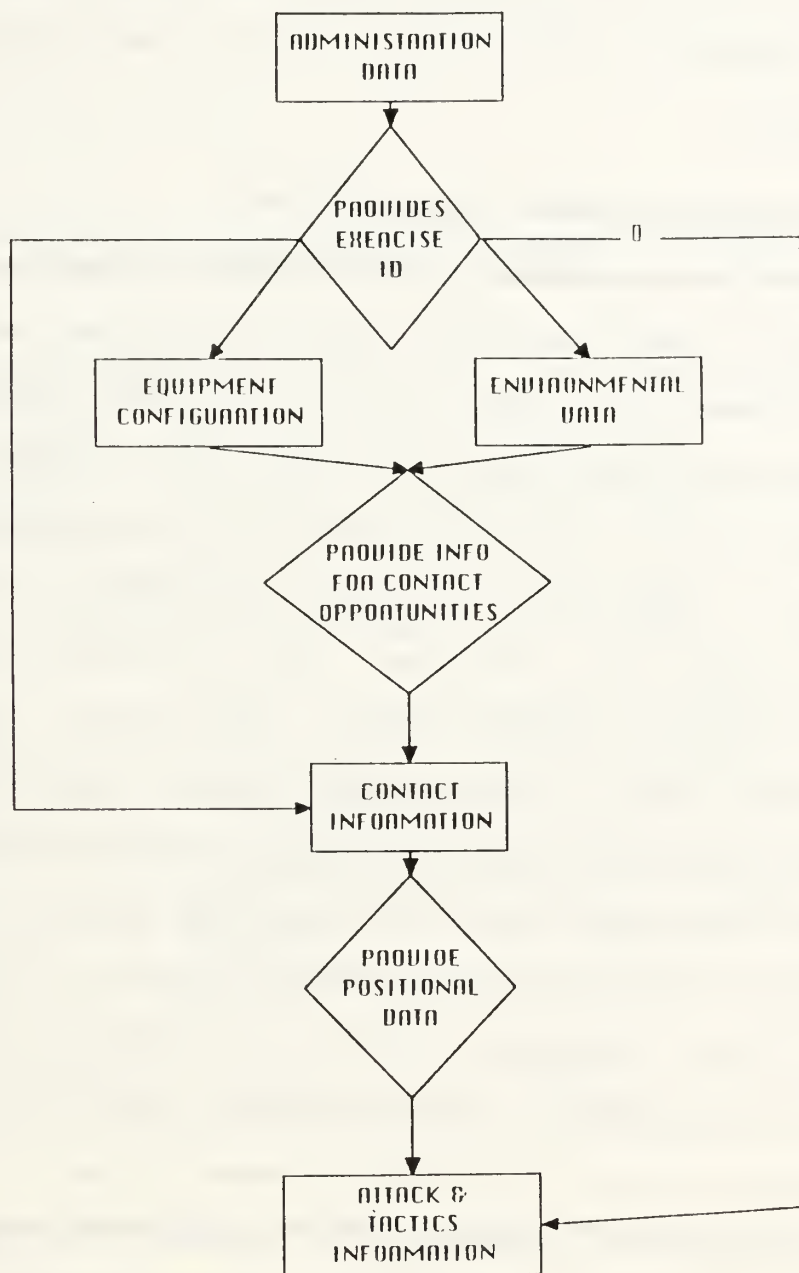 ADMINISTRATION
DATA
PROVIDES
EXERCISE
ID
0
EQUIPMENT
CONFIGURATION
ENVIRONMENTAL
DATA
PROVIDE INFO
FOR CONTACT
OPPORTUNITIES
CONTACT
INFORMATION
PROVIDE
POSITIONAL
DATA
ATTACK &
TACTICS
INFORMATION